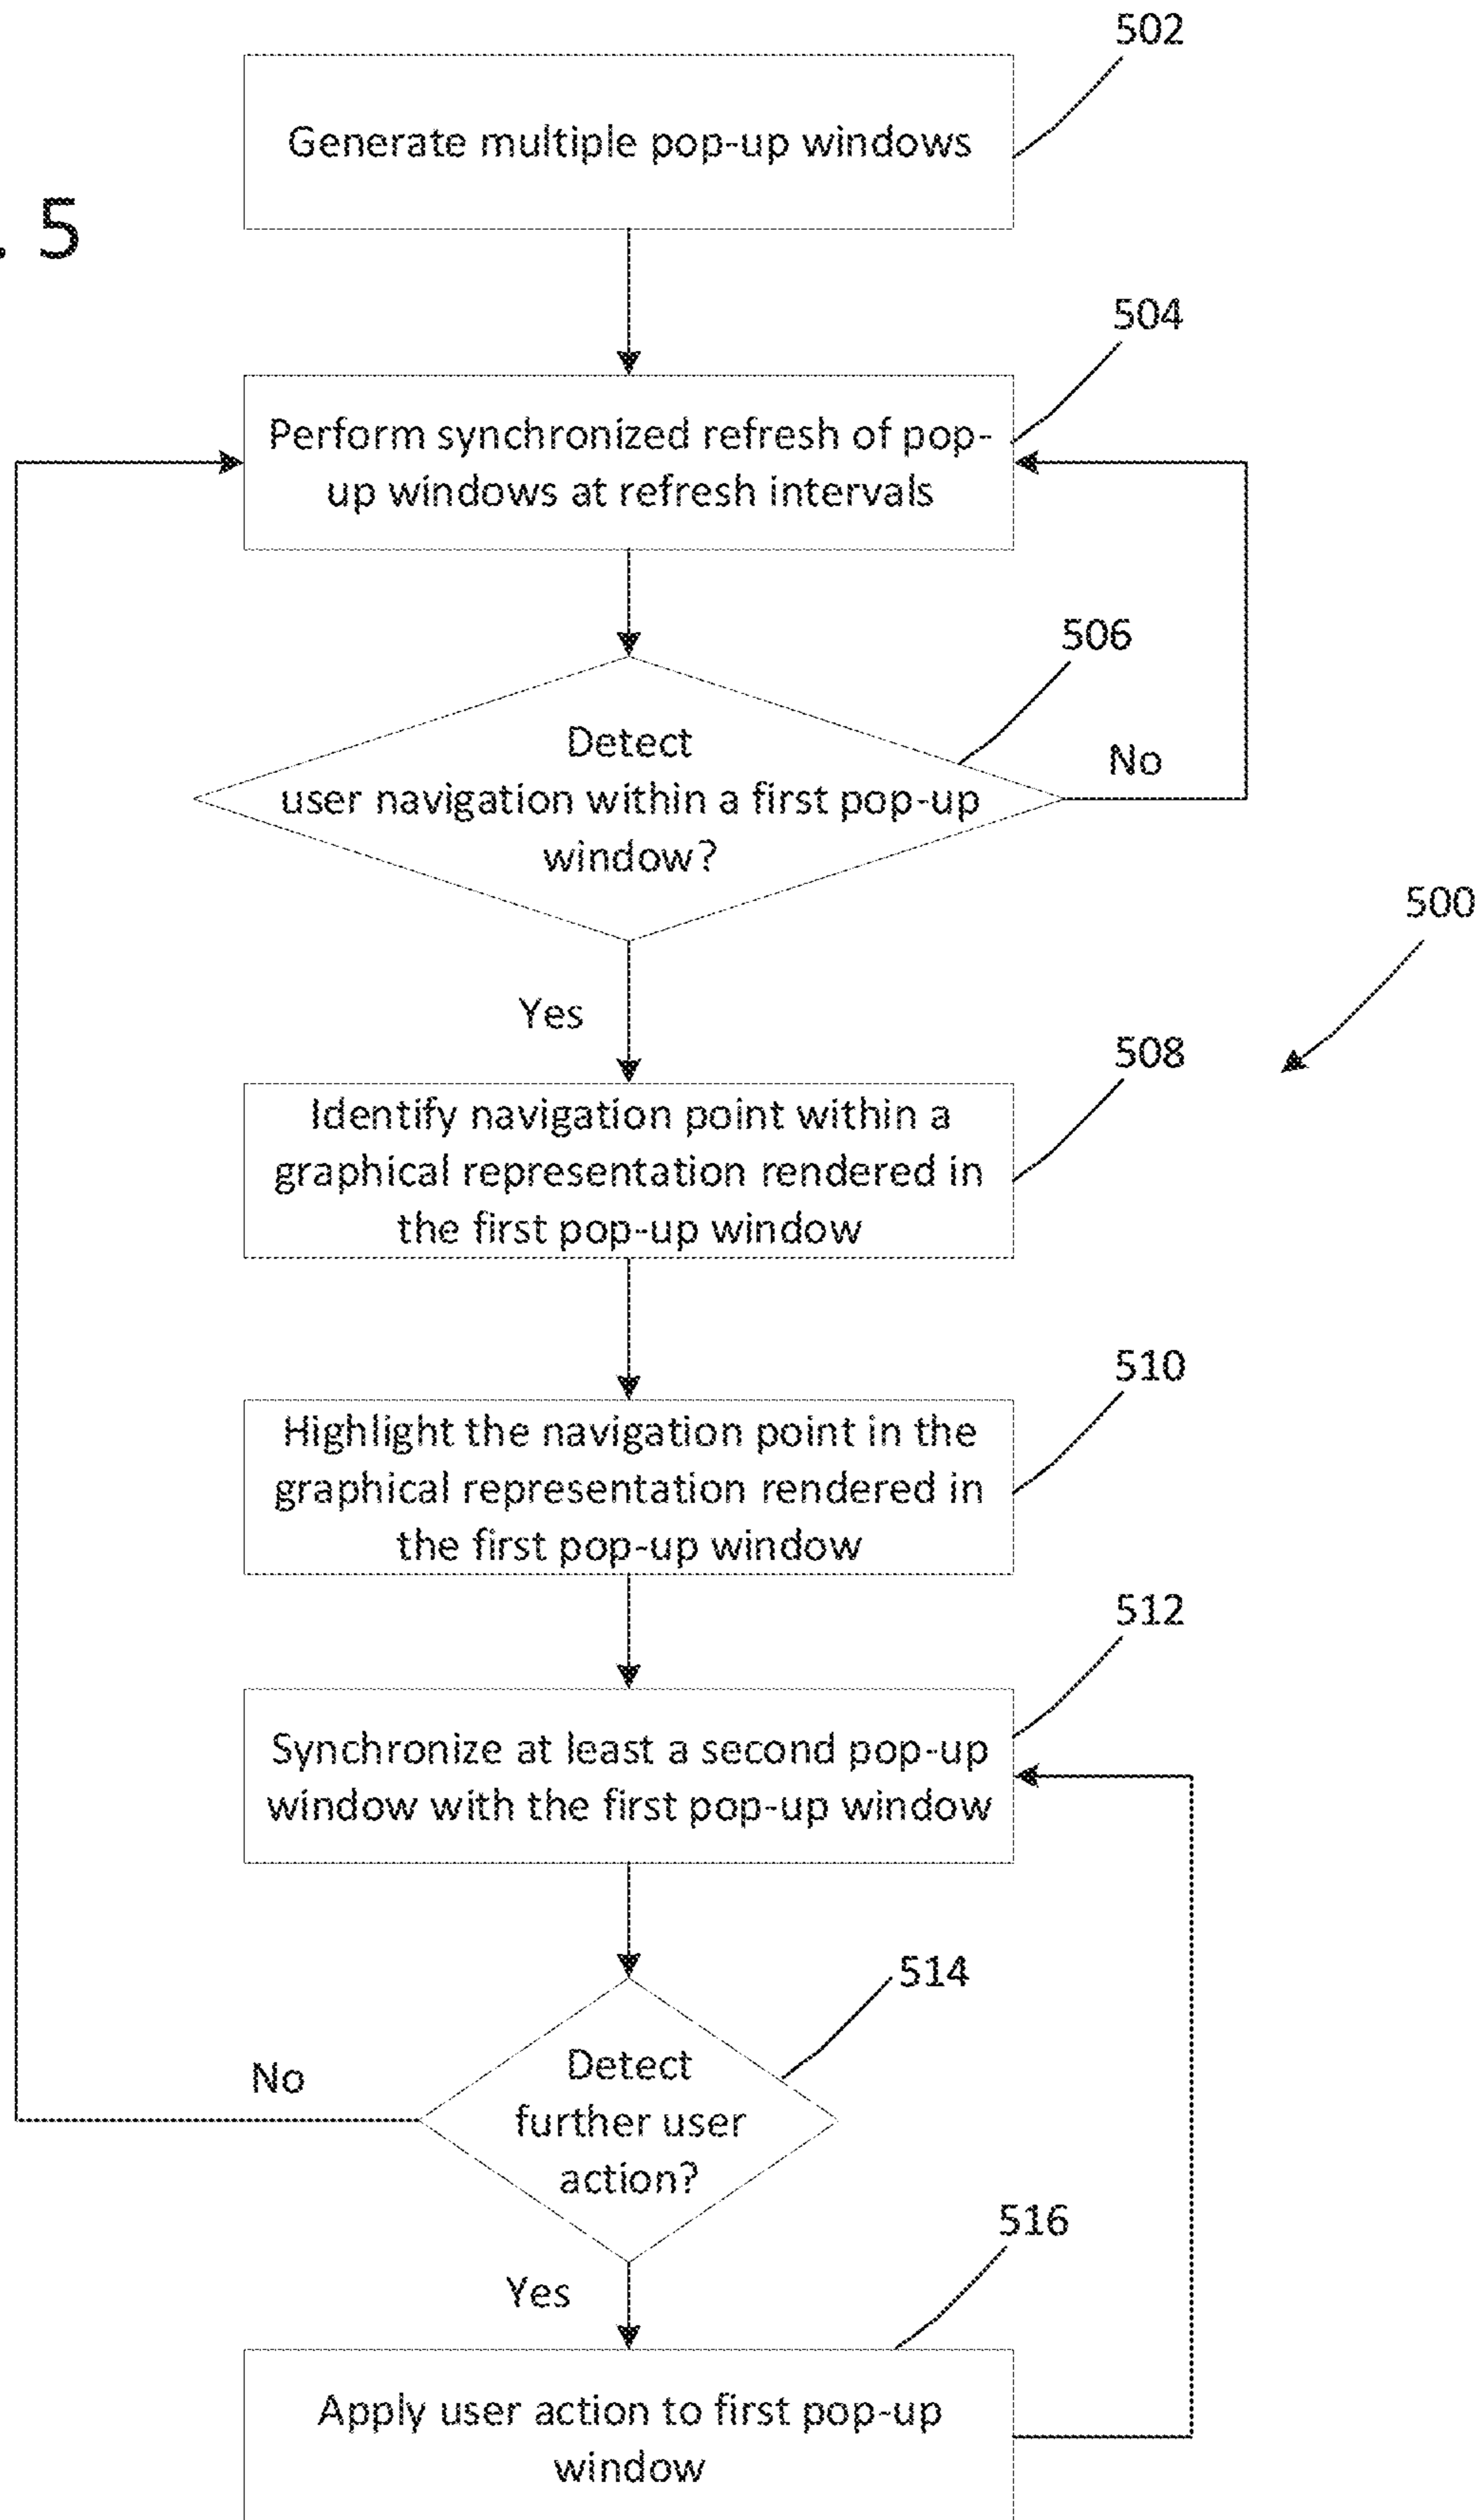 502
Generate multiple pop-up windows
. 5
504
Perform synchronized refresh of pop-
up windows at refresh intervals
506
Detect
user navigation within a first pop-up
window?
No
500
Yes
508
Identify navigation point within a
graphical representation rendered in
the first pop-up window
510
Highlight the navigation point in the
graphical representation rendered in
the first pop-up window
512
Synchronize at least a second pop-up
window with the first pop-up window
514
No
Detect
further user
action?
516
Yes
Apply user action to first pop-up
window